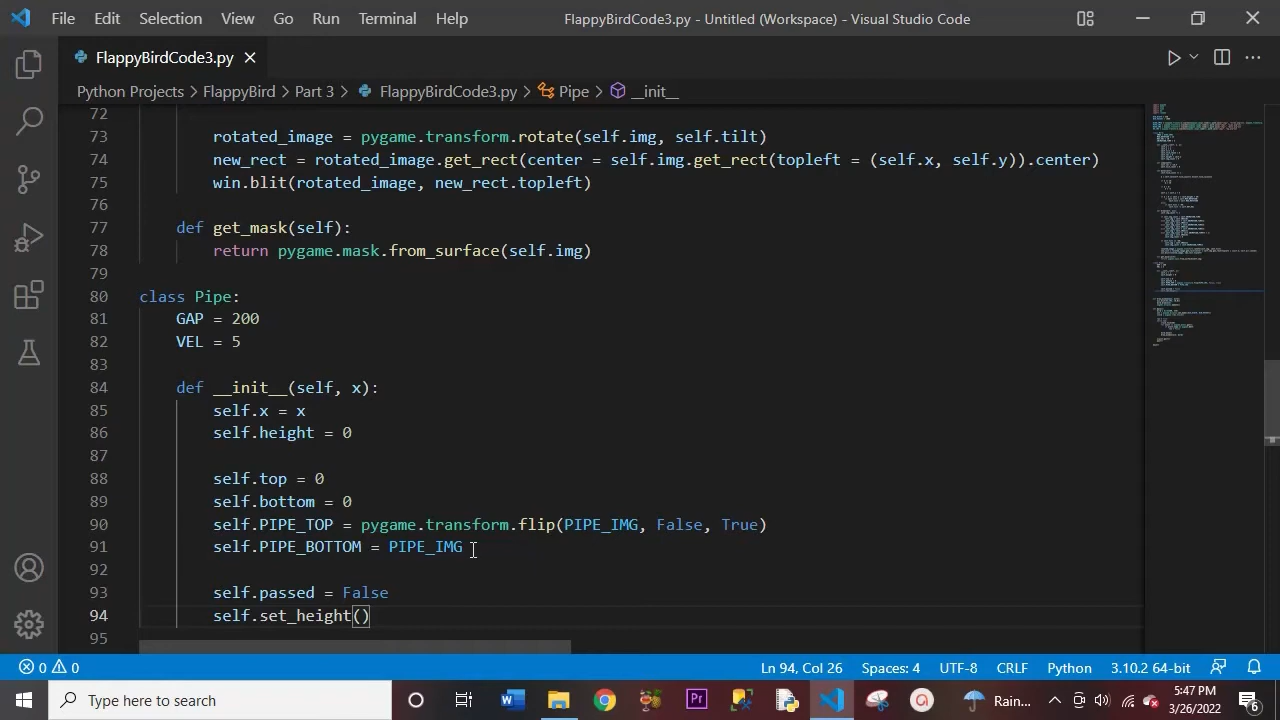 File Edit Selection View Go Run Terminal Help FlappyBirdCode3.py - Untitled (Workspace) - Visual Studio Code
FlappyBirdCode3.py
Python Projects > FlappyBird > Part 3 > FlappyBirdCode3.py > Pipe > __init__
72
73 rotated_image = pygame.transform.rotate(self.img, self.tilt)
74 new_rect = rotated_image.get_rect(center = self.img.get_rect(topleft = (self.x, self.y)).center)
75 win.blit(rotated_image, new_rect.topleft)
76
77 def get_mask(self):
78 return pygame.mask.from_surface(self.img)
79
80 class Pipe:
81 GAP = 200
82 VEL = 5
83
84 def __init__(self, x):
85 self.x = x
86 self.height = 0
87
88 self.top = 0
89 self.bottom = 0
90 self.PIPE_TOP = pygame.transform.flip(PIPE_IMG, False, True)
91 self.PIPE_BOTTOM = PIPE_IMG
92
93 self.passed = False
94 self.set_height()
95
0 0 Ln 94, Col 26 Spaces: 4 UTF-8 CRLF Python 3.10.2 64-bit
Type here to search W Pr a Rain... 5:47 PM
3/26/2022 6